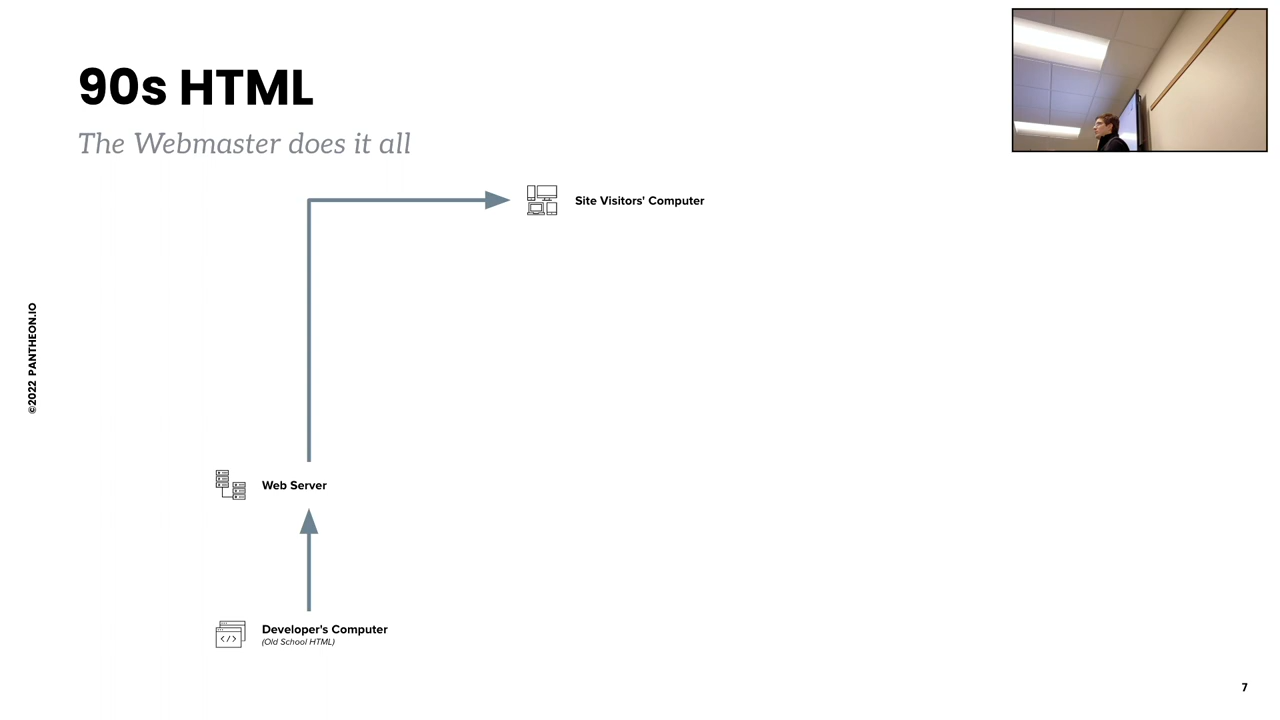 90s HTML
The Webmaster does it all
Site Visitors' Computer
©2022 PANTHEON.IO
Web Server
Developer's Computer
(Old School HTML)
7